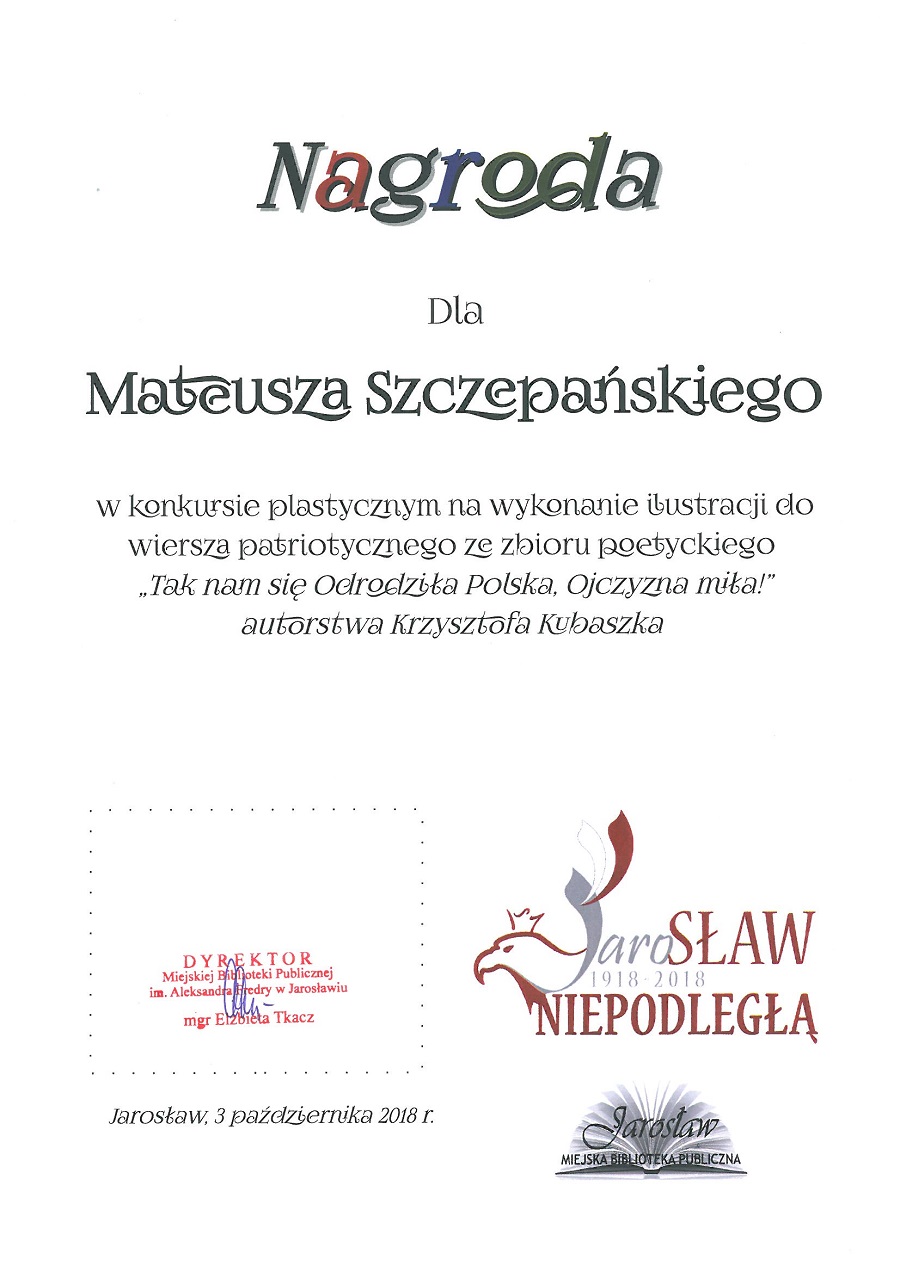 Nagroda
Dla
Mateusza Szczepańskiego
w konkursie plastycznym na wykonanie ilustracji do
wiersza patriotycznego ze zbioru poetyckiego
„Tak nam się Odrodziła Polska, Ojczyzna miła!”
autorstwa Krzysztofa Kubaszka
DYREKTOR
Miejskiej Biblioteki Publicznej
im. Aleksandra Fredry w Jarosławiu
mgr Elżbieta Tkacz
Jarosław, 3 października 2018 r.
JaroSŁAW
1918-2018
NIEPODLEGŁĄ
Jarosław
MIEJSKA BIBLIOTEKA PUBLICZNA